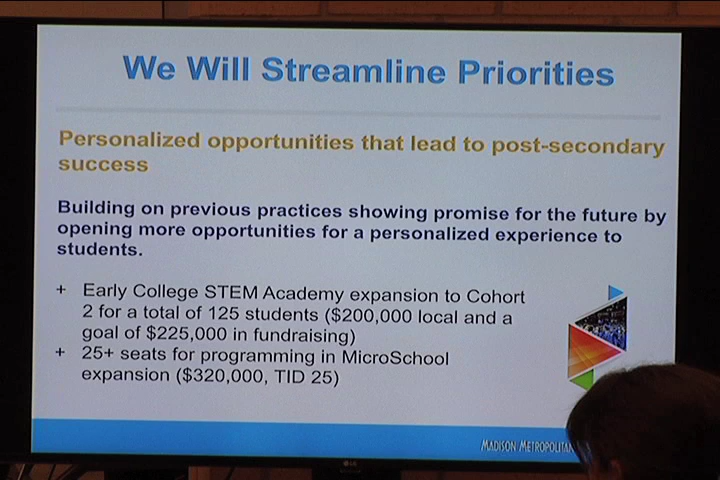 We Will Streamline Priorities
Personalized opportunities that lead to post-secondary
success
Building on previous practices showing promise for the future by
opening more opportunities for a personalized experience to
students.
+ Early College STEM Academy expansion to Cohort
2 for a total of 125 students ($200,000 local and a
goal of $225,000 in fundraising)
+ 25+ seats for programming in MicroSchool
expansion ($320,000, TID 25)
MADISON
LG